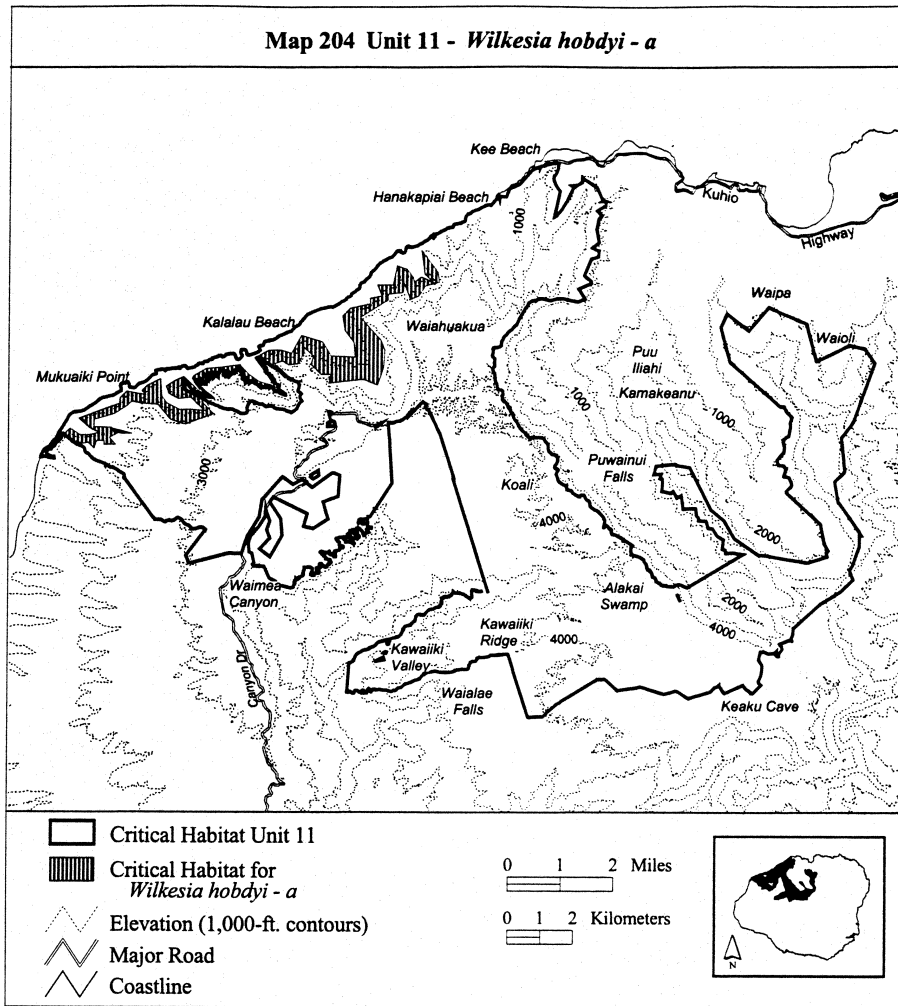 Map 204 Unit 11 - Wilkesia hobdyi - a
Kee Beach
Hanakapiai Beach
Kuhio
Highway
1000
Waipa
Kalalau Beach
Waiahuakua
Waioli
Puu
Iliahi
Mukuaiki Point
Kamakeanu
1000
1000
3000
Puwainui
Falls
Koali
4000
2000
Waimea
Canyon
Alakai
Swamp
2000
4000
Kawaiiki
Ridge
4000
Kawaiiki
Valley
Canyon Dr.
Waialae
Falls
Keaku Cave
Critical Habitat Unit 11
Critical Habitat for
Wilkesia hobdyi - a
Elevation (1,000-ft. contours)
Major Road
Coastline
0 1 2 Miles
0 1 2 Kilometers
N